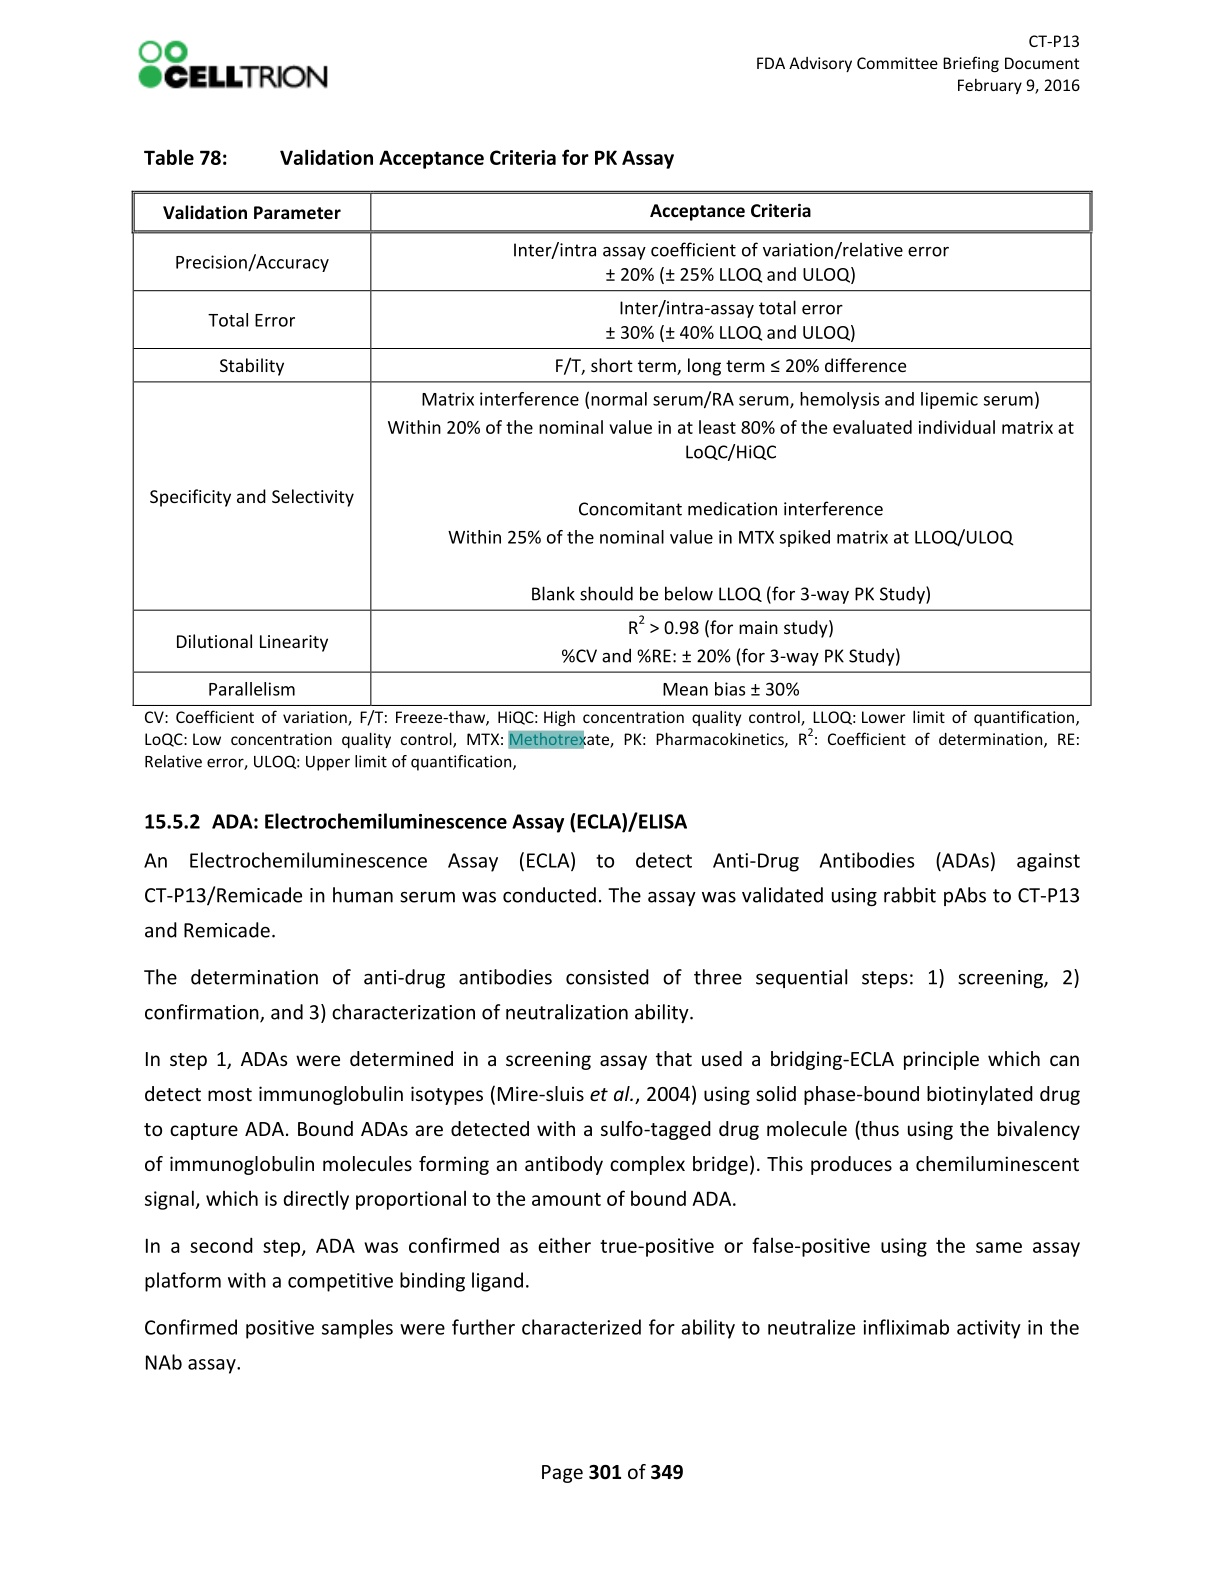 CELLTRION
CT-P13
FDA Advisory Committee Briefing Document
February 9, 2016
Table 78: Validation Acceptance Criteria for PK Assay
Validation Parameter Acceptance Criteria
Precision/Accuracy
Inter/intra assay coefficient of variation/relative error
± 20% (± 25% LLOQ and ULOQ)
Total Error
Inter/intra-assay total error
± 30% (± 40% LLOQ and ULOQ)
Stability F/T, short term, long term ≤ 20% difference
Specificity and Selectivity
Matrix interference (normal serum/RA serum, hemolysis and lipemic serum)
Within 20% of the nominal value in at least 80% of the evaluated individual matrix at
LoQC/HiQC
Concomitant medication interference
Within 25% of the nominal value in MTX spiked matrix at LLOQ/ULOQ
Blank should be below LLOQ (for 3-way PK Study)
Dilutional Linearity
R² > 0.98 (for main study)
%CV and %RE: ± 20% (for 3-way PK Study)
Parallelism Mean bias ± 30%
CV: Coefficient of variation, F/T: Freeze-thaw, HiQC: High concentration quality control, LLOQ: Lower limit of quantification,
LoQC: Low concentration quality control, MTX: Methotrexate, PK: Pharmacokinetics, R²: Coefficient of determination, RE:
Relative error, ULOQ: Upper limit of quantification,
15.5.2 ADA: Electrochemiluminescence Assay (ECLA)/ELISA
An Electrochemiluminescence Assay (ECLA) to detect Anti-Drug Antibodies (ADAs) against
CT-P13/Remicade in human serum was conducted. The assay was validated using rabbit pAbs to CT-P13
and Remicade.
The determination of anti-drug antibodies consisted of three sequential steps: 1) screening, 2)
confirmation, and 3) characterization of neutralization ability.
In step 1, ADAs were determined in a screening assay that used a bridging-ECLA principle which can
detect most immunoglobulin isotypes (Mire-sluis et al., 2004) using solid phase-bound biotinylated drug
to capture ADA. Bound ADAs are detected with a sulfo-tagged drug molecule (thus using the bivalency
of immunoglobulin molecules forming an antibody complex bridge). This produces a chemiluminescent
signal, which is directly proportional to the amount of bound ADA.
In a second step, ADA was confirmed as either true-positive or false-positive using the same assay
platform with a competitive binding ligand.
Confirmed positive samples were further characterized for ability to neutralize infliximab activity in the
NAb assay.
Page 301 of 349